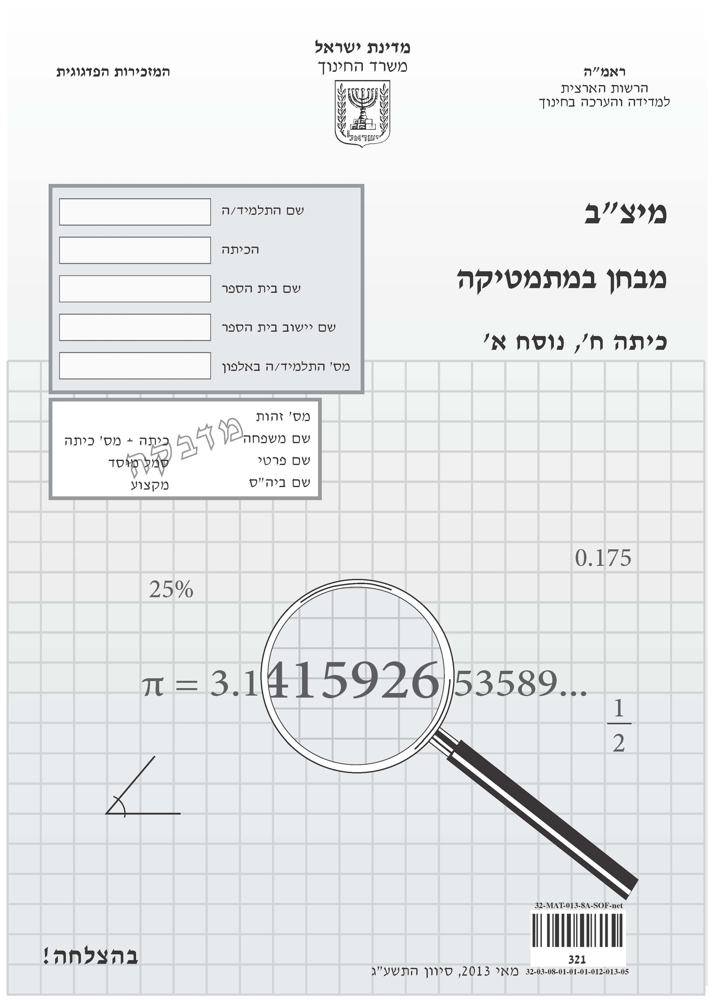 מדינת ישראל
משרד החינוך
ישראל
ראמ"ה
הרשות הארצית
למדידה והערכה בחינוך
המזכירות הפדגוגית
מיצ"ב
מבחן במתמטיקה
כיתה ח', נוסח א'
שם התלמיד/ה
הכיתה
שם בית הספר
שם יישוב בית הספר
מס' התלמיד/ה באלפון
מס' זהות
שם משפחה
כיתה + מס' כיתה
שם פרטי
סמל מוסד
שם ביה"ס
מקצוע
מדבקה
0.175
25%
π = 3.1415926 53589...
1
2
32-MAT-013-8A-SOF-net
321
32-03-08-01-01-01-012-013-05
מאי 2013, סיוון התשע"ג
בהצלחה!